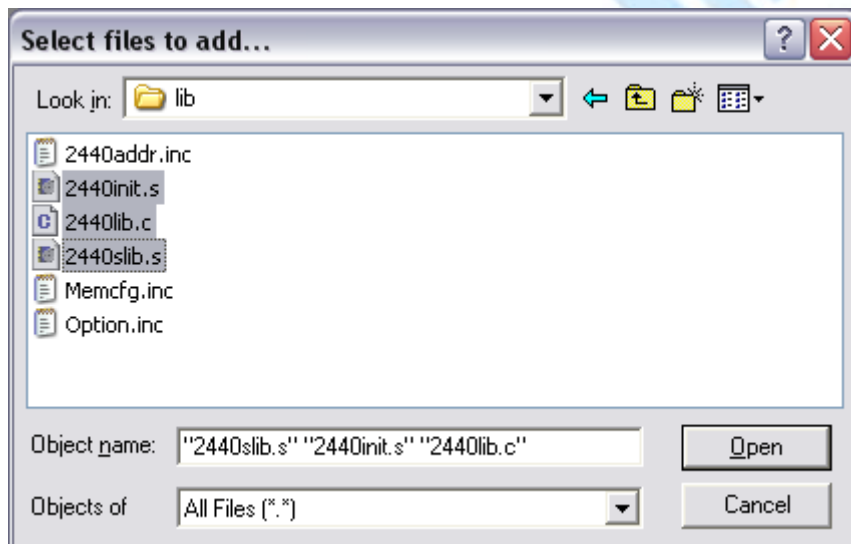 Select files to add...
Look in: lib
2440addr.inc
2440init.s
2440lib.c
2440slib.s
Memcfg.inc
Option.inc
Object name: "2440slib.s" "2440init.s" "2440lib.c" Open
Objects of All Files (*.*) Cancel